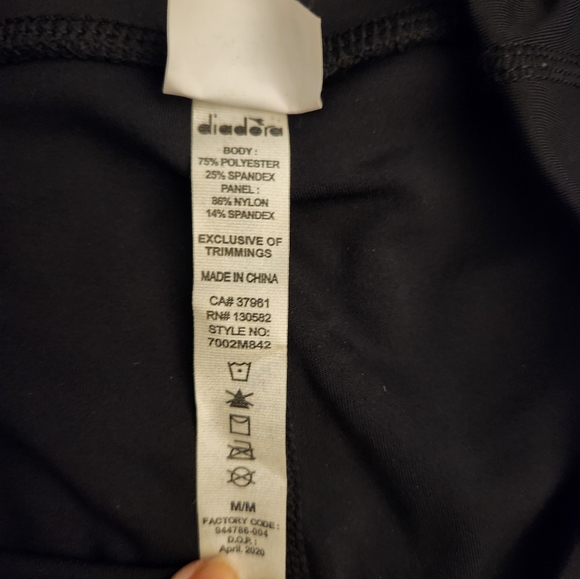 diadora
BODY :
75% POLYESTER
25% SPANDEX
PANEL :
86% NYLON
14% SPANDEX
EXCLUSIVE OF
TRIMMINGS
MADE IN CHINA
CA# 37961
RN# 130582
STYLE NO:
7002M842
M/M
FACTORY CODE :
044786-004
D.O.P.:
April. 2020